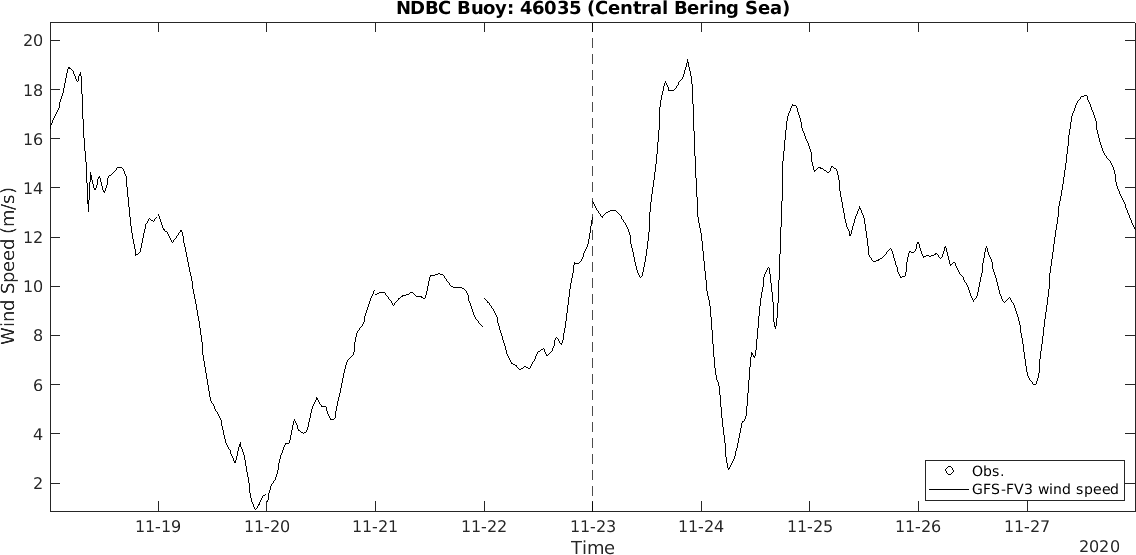 NDBC Buoy: 46035 (Central Bering Sea)
Wind Speed (m/s)
20
18
16
14
12
10
8
6
4
2
Obs.
GFS-FV3 wind speed
11-19 11-20 11-21 11-22 11-23 11-24 11-25 11-26 11-27
Time
2020